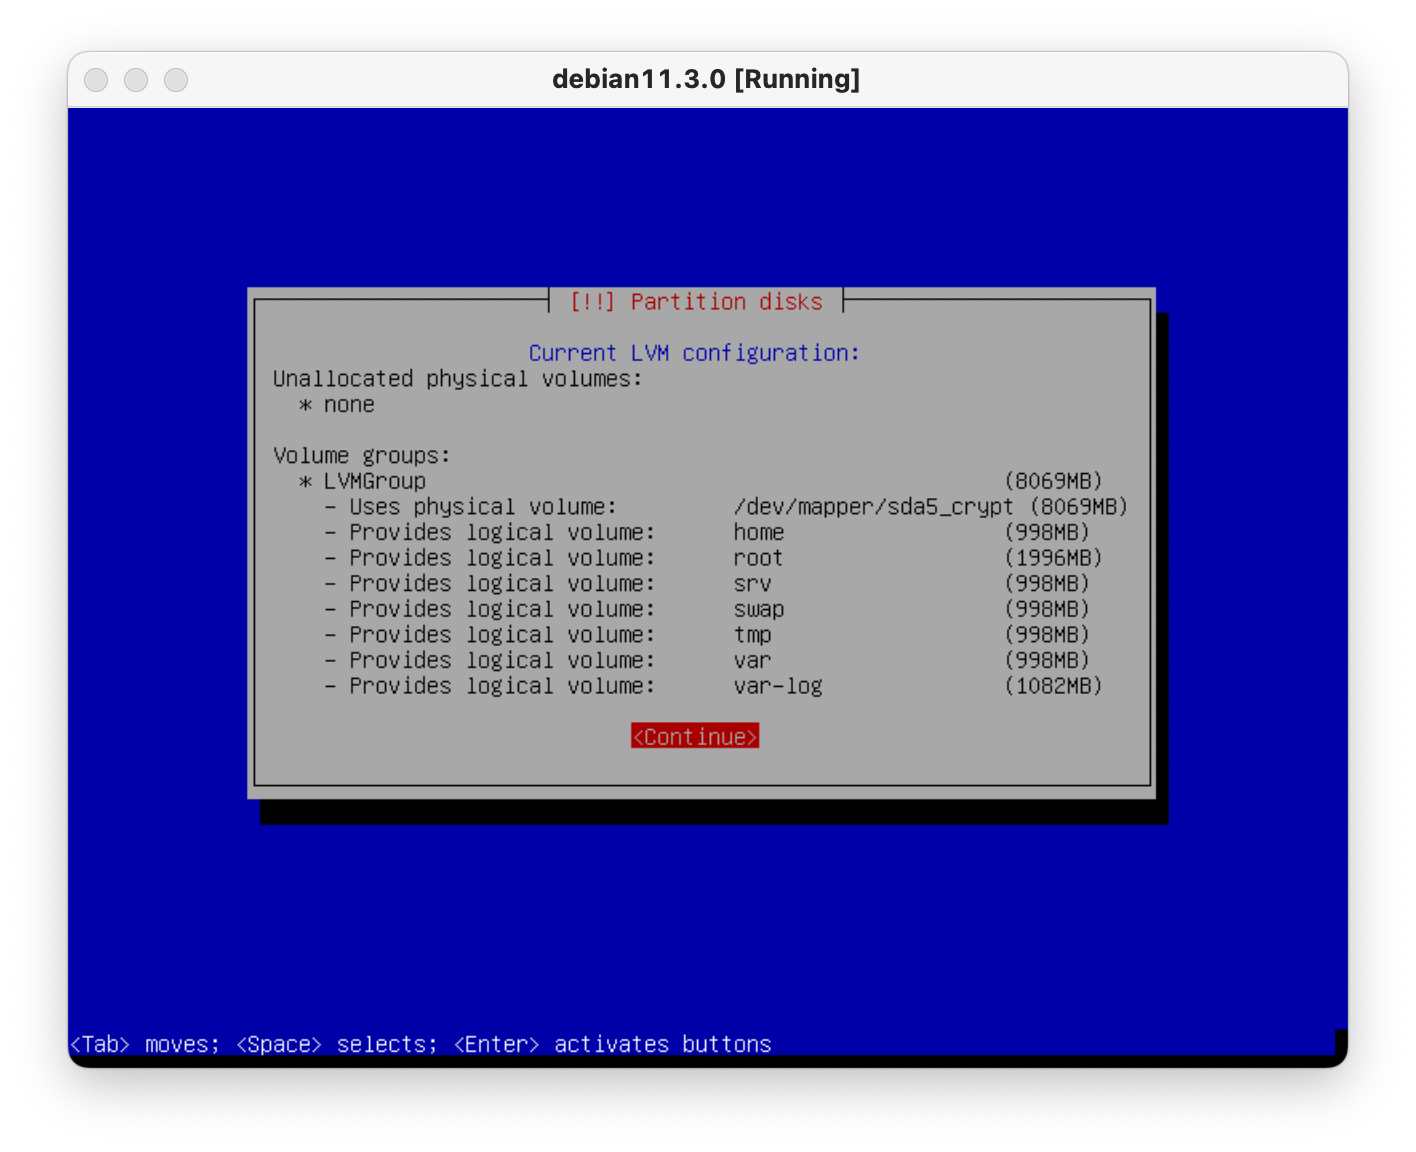 debian11.3.0 [Running]
[!!] Partition disks
Current LVM configuration:
Unallocated physical volumes:
* none
Volume groups:
* LVMGroup (8069MB)
- Uses physical volume: /dev/mapper/sda5_crypt (8069MB)
- Provides logical volume: home (998MB)
- Provides logical volume: root (1996MB)
- Provides logical volume: srv (998MB)
- Provides logical volume: swap (998MB)
- Provides logical volume: tmp (998MB)
- Provides logical volume: var (998MB)
- Provides logical volume: var-log (1082MB)
<Continue>
<Tab> moves; <Space> selects; <Enter> activates buttons